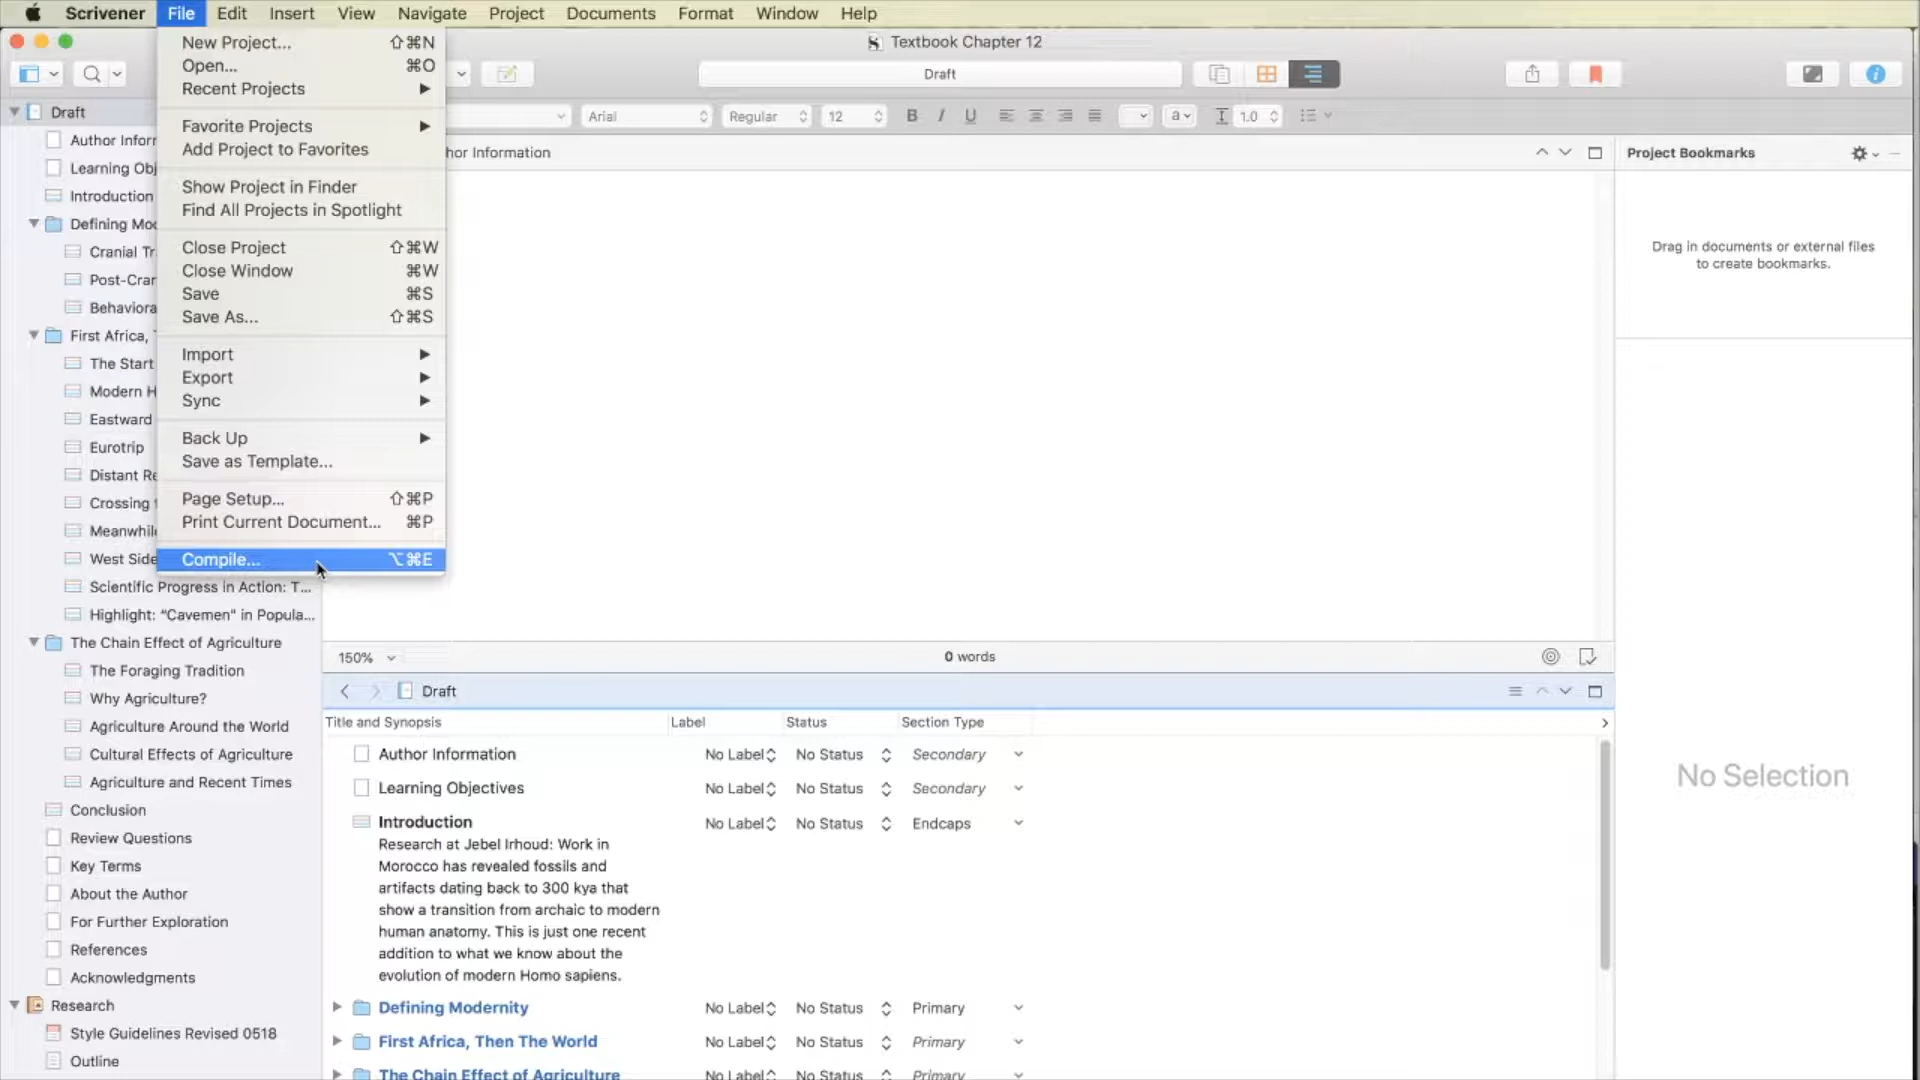 Scrivener File Edit Insert View Navigate Project Documents Format Window Help
Textbook Chapter 12
Draft
Arial Regular 12 B I U a 1.0
New Project... ⇧⌘N
Open... ⌘O
Recent Projects
Favorite Projects
Add Project to Favorites
Show Project in Finder
Find All Projects in Spotlight
Close Project ⇧⌘W
Close Window ⌘W
Save ⌘S
Save As... ⇧⌘S
Import
Export
Sync
Back Up
Save as Template...
Page Setup... ⇧⌘P
Print Current Document... ⌘P
Compile... ⌥⌘E
Draft
Author
Learning
Introduction
Defining
Cranial
First Africa,
The Start
Modern
Eastward
Eurotrip
Distant
Crossing
West Side
Scientific Progress in Action: T...
Highlight: “Cavemen” in Popula...
The Chain Effect of Agriculture
The Foraging Tradition
Why Agriculture?
Agriculture Around the World
Cultural Effects of Agriculture
Agriculture and Recent Times
Conclusion
Review Questions
Key Terms
About the Author
For Further Exploration
References
Acknowledgments
Research
Style Guidelines Revised 0518
Outline
Information
150%
0 words
Draft
Title and Synopsis Label Status Section Type
Author Information No Label No Status Secondary
Learning Objectives No Label No Status Secondary
Introduction No Label No Status Endcaps
Research at Jebel Irhoud: Work in
Morocco has revealed fossils and
artifacts dating back to 300 kya that
show a transition from archaic to modern
human anatomy. This is just one recent
addition to what we know about the
evolution of modern Homo sapiens.
Defining Modernity No Label No Status Primary
First Africa, Then The World No Label No Status Primary
The Chain Effect of Agriculture No Label No Status Primary
Project Bookmarks
Drag in documents or external files
to create bookmarks.
No Selection